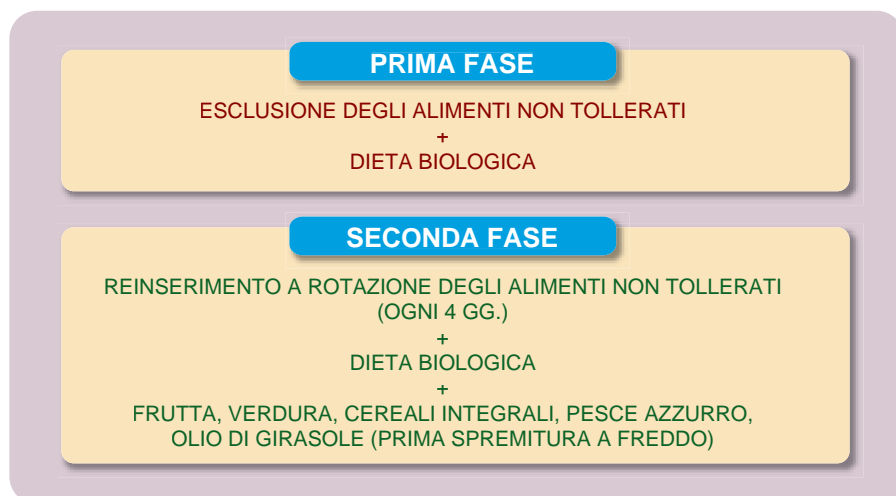 PRIMA FASE
ESCLUSIONE DEGLI ALIMENTI NON TOLLERATI
+
DIETA BIOLOGICA
SECONDA FASE
REINSERIMENTO A ROTAZIONE DEGLI ALIMENTI NON TOLLERATI
(OGNI 4 GG.)
+
DIETA BIOLOGICA
+
FRUTTA, VERDURA, CEREALI INTEGRALI, PESCE AZZURRO,
OLIO DI GIRASOLE (PRIMA SPREMITURA A FREDDO)